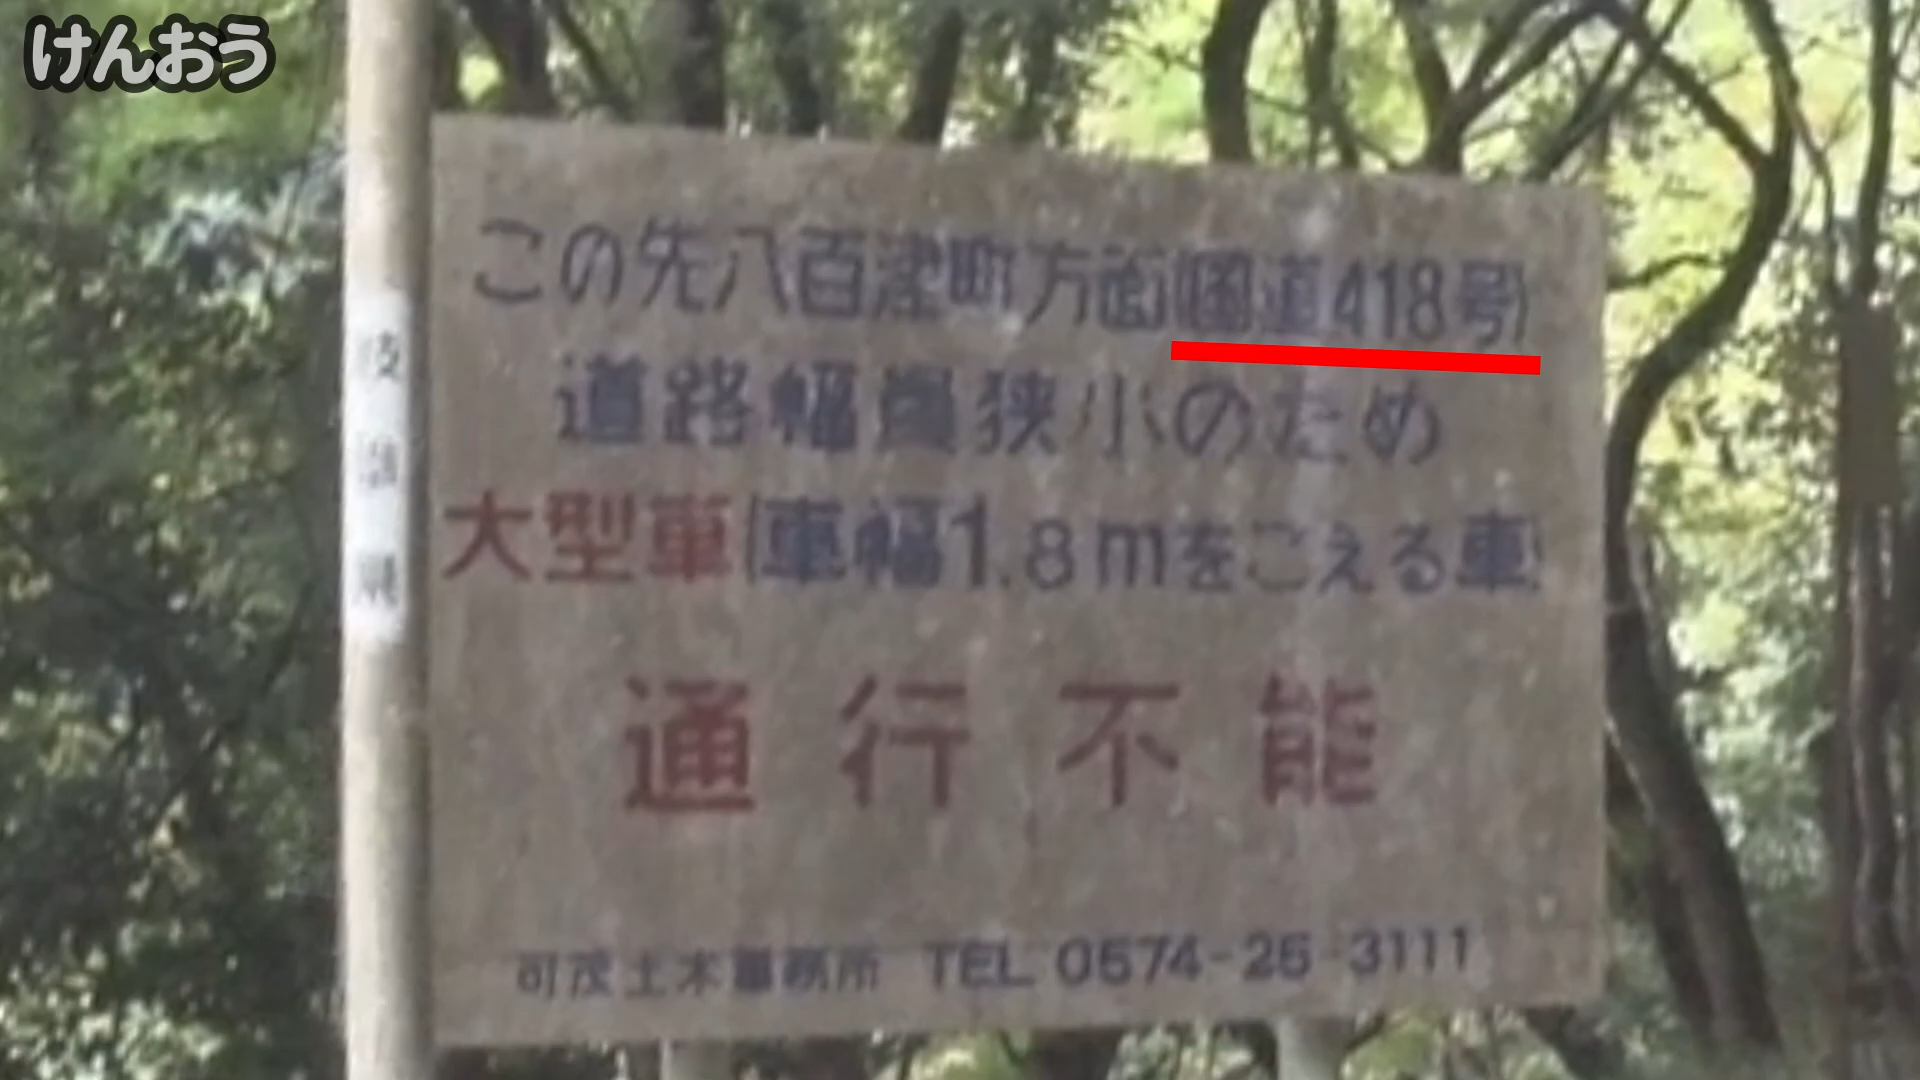 けんおう
この先八百津町方面(国道418号)
道路幅員狭小のため
大型車(車幅1.8mをこえる車)
通行不能
可茂土木事務所 TEL 0574-25-3111
岐阜県